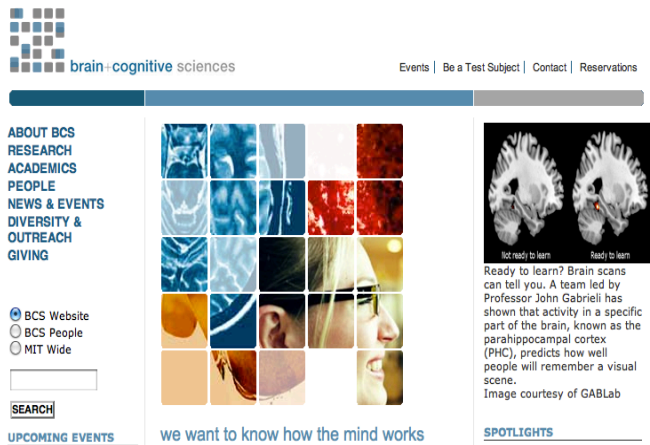 brain+cognitive sciences
Events | Be a Test Subject | Contact | Reservations
ABOUT BCS
RESEARCH
ACADEMICS
PEOPLE
NEWS & EVENTS
DIVERSITY &
OUTREACH
GIVING
BCS Website
BCS People
MIT Wide
SEARCH
UPCOMING EVENTS
we want to know how the mind works
Not ready to learn
Ready to learn
Ready to learn? Brain scans
can tell you. A team led by
Professor John Gabrieli has
shown that activity in a specific
part of the brain, known as the
parahippocampal cortex
(PHC), predicts how well
people will remember a visual
scene.
Image courtesy of GABLab
SPOTLIGHTS